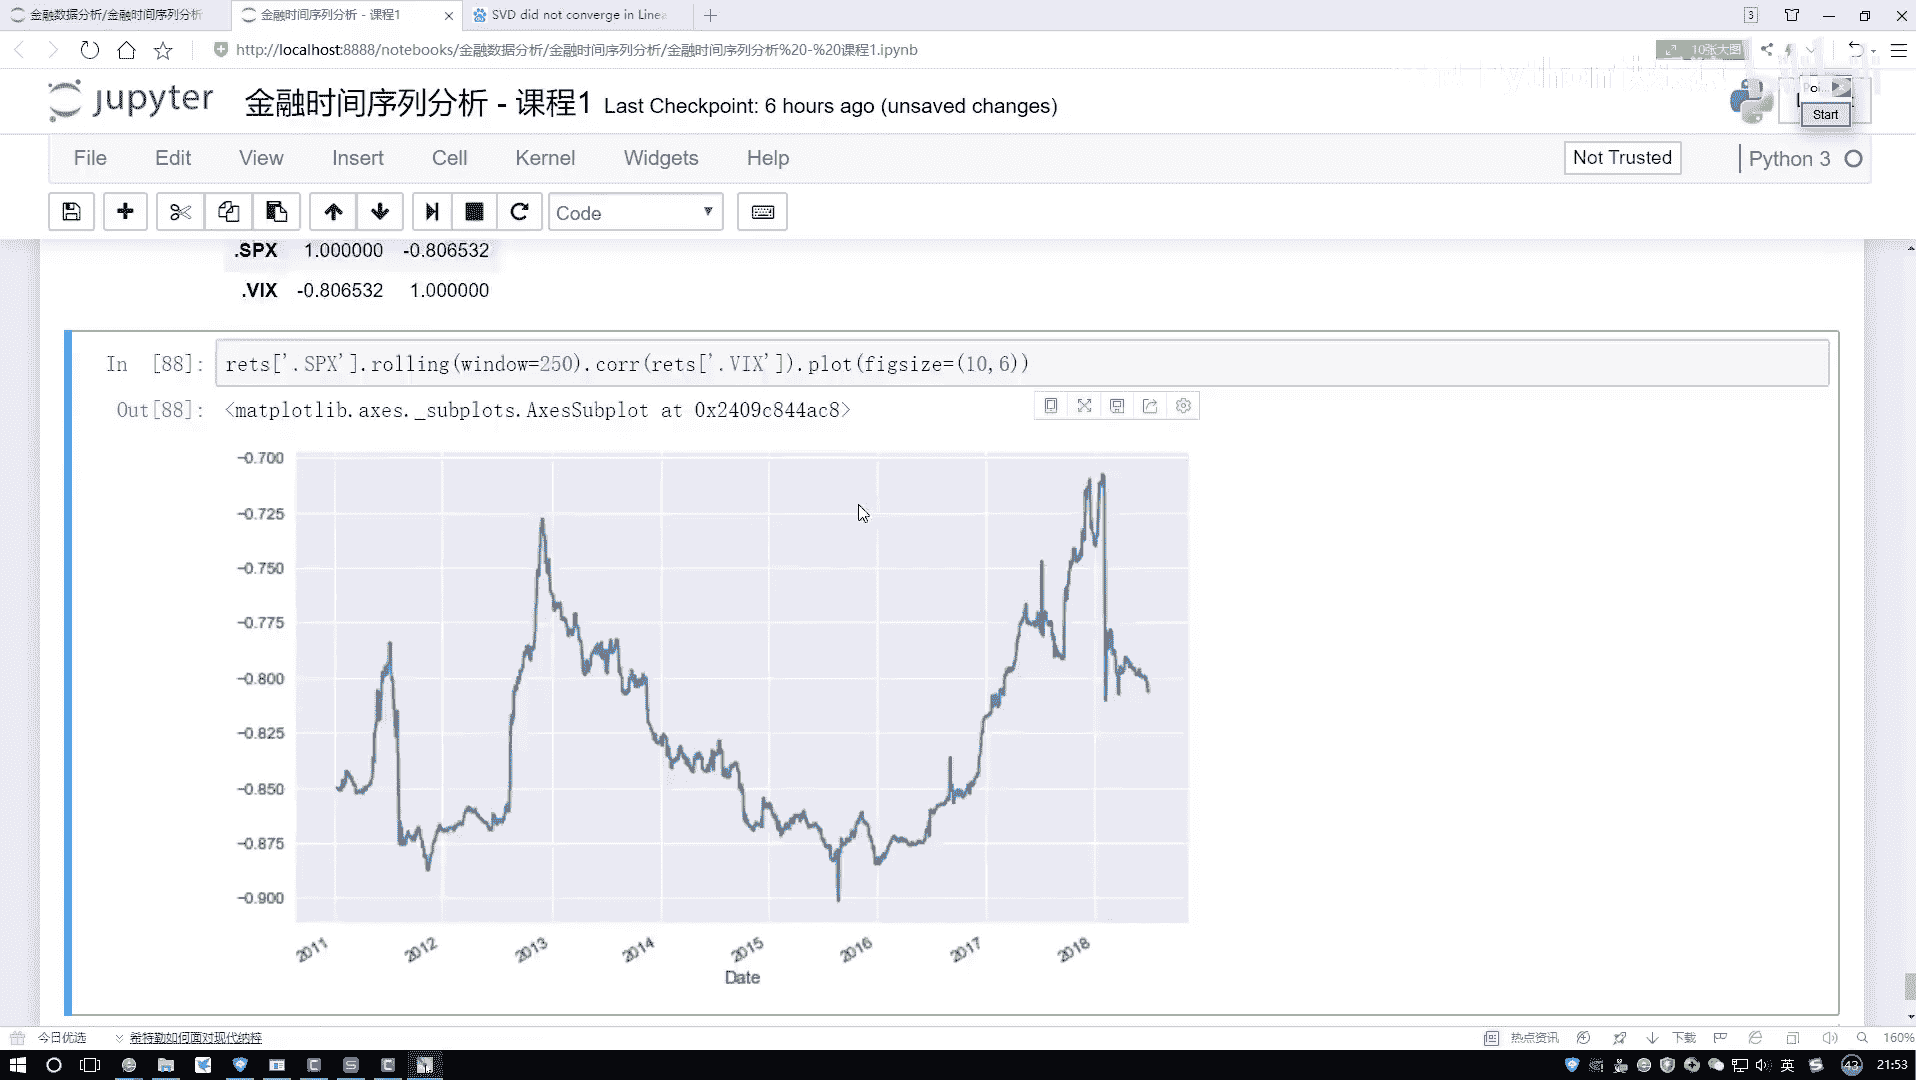 金融数据分析/金融时间序列分析
金融时间序列分析 - 课程1
SVD did not converge in Linea
3
http://localhost:8888/notebooks/金融数据分析/金融时间序列分析/金融时间序列分析%20-%20课程1.ipynb
10张大图
jupyter 金融时间序列分析 - 课程1 Last Checkpoint: 6 hours ago (unsaved changes)
Start
File Edit View Insert Cell Kernel Widgets Help
Not Trusted
Python 3
Code
.SPX 1.000000 -0.806532
.VIX -0.806532 1.000000
In [88]: rets['.SPX'].rolling(window=250).corr(rets['.VIX']).plot(figsize=(10,6))
Out[88]: <matplotlib.axes._subplots.AxesSubplot at 0x2409c844ac8>
−0.700
−0.725
−0.750
−0.775
−0.800
−0.825
−0.850
−0.875
−0.900
2011 2012 2013 2014 2015 2016 2017 2018
Date
今日优选
希特勒如何面对现代纳粹
热点资讯
下载
160%
英
43
21:53